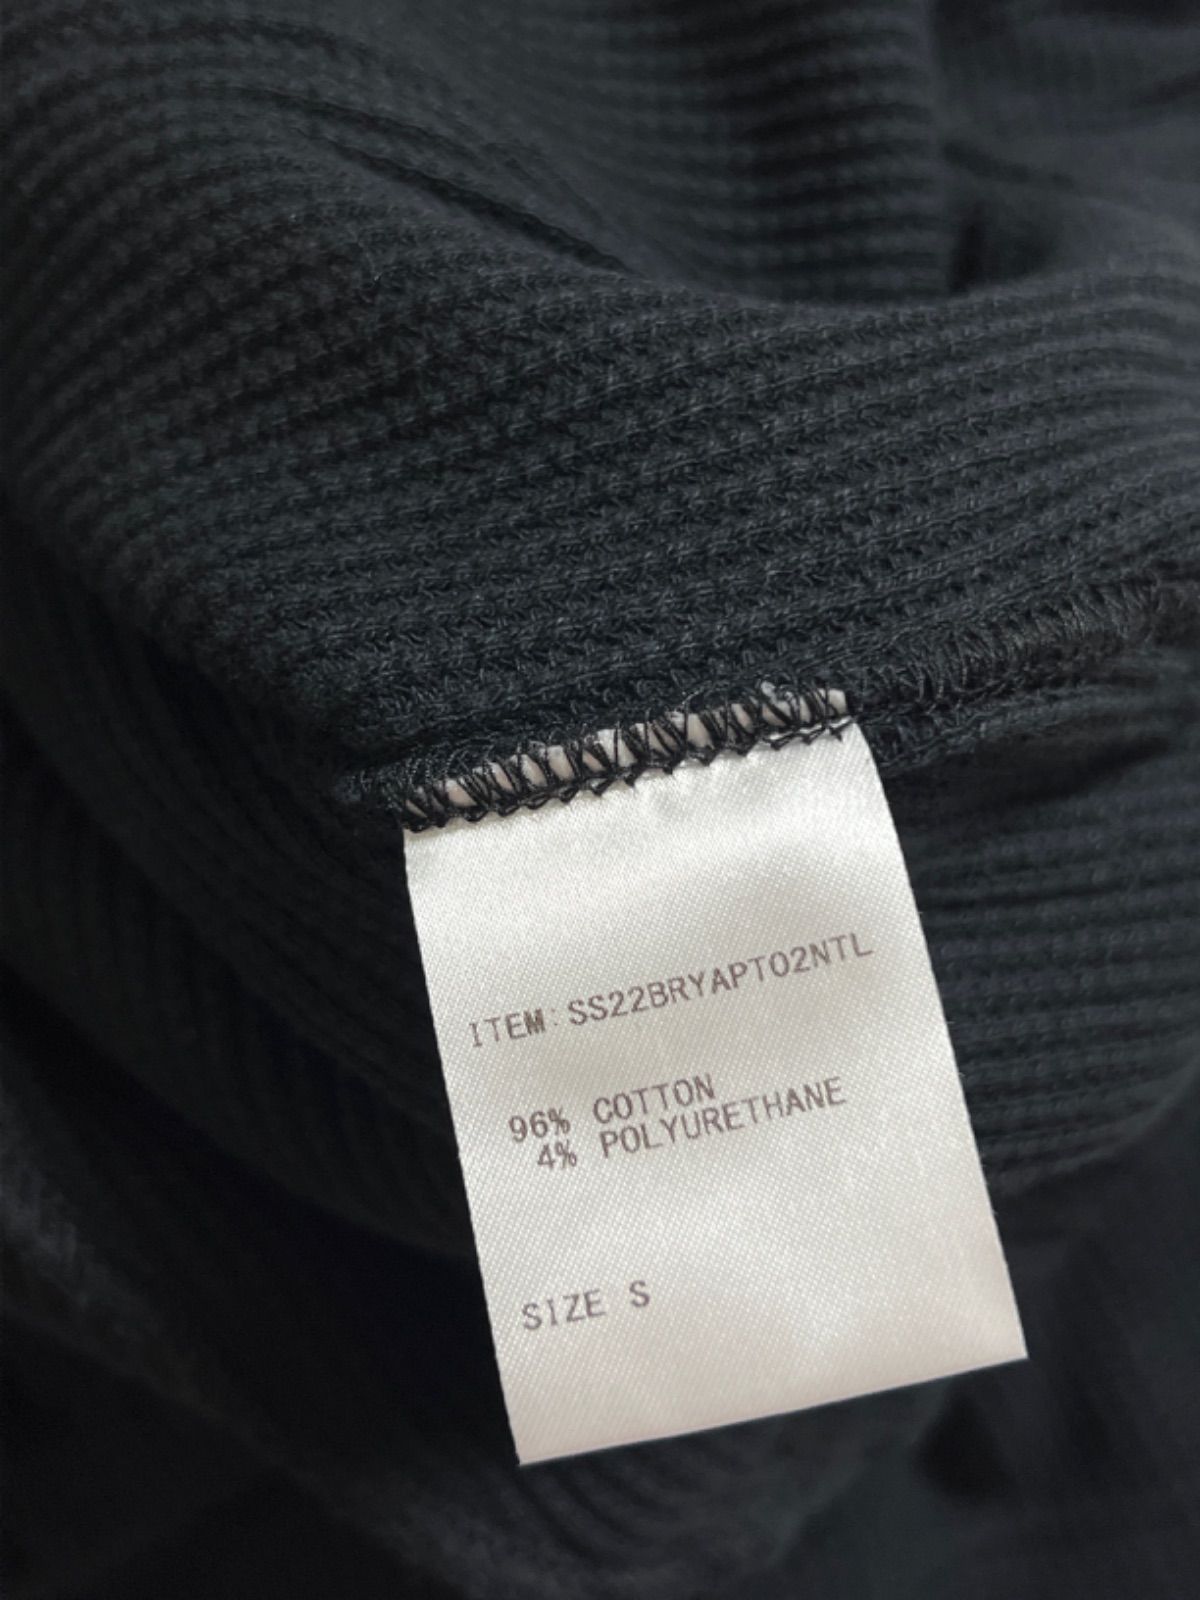 ITEM:SS22BRYAPT02NTL
96% COTTON
4% POLYURETHANE
SIZE S